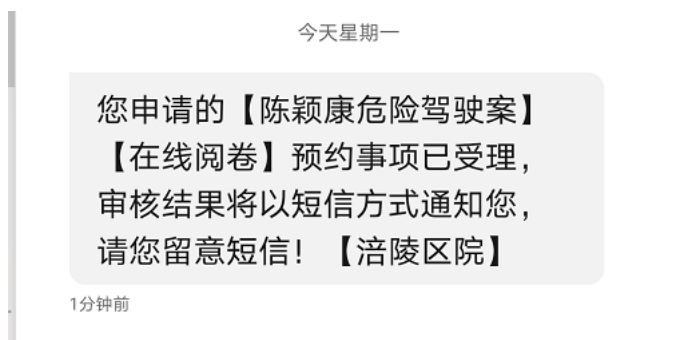 今天星期一
您申请的【陈颖康危险驾驶案】
【在线阅卷】预约事项已受理，
审核结果将以短信方式通知您，
请您留意短信！【涪陵区院】
1分钟前